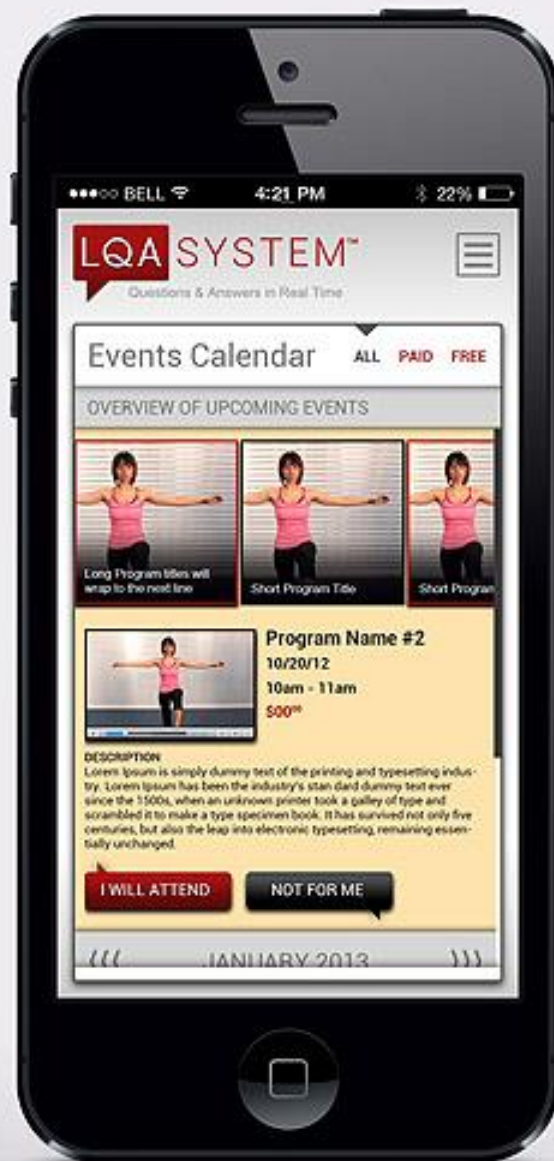 BELL 4:21 PM 22%
LQA SYSTEM™
Questions & Answers in Real Time
Events Calendar ALL PAID FREE
OVERVIEW OF UPCOMING EVENTS
Long Program titles will
wrap to the next line
Short Program Title
Short Program
Program Name #2
10/20/12
10am - 11am
$00⁰⁰
DESCRIPTION
Lorem Ipsum is simply dummy text of the printing and typesetting indus-
try. Lorem Ipsum has been the industry's stan dard dummy text ever
since the 1500s, when an unknown printer took a galley of type and
scrambled it to make a type specimen book. It has survived not only five
centuries, but also the leap into electronic typesetting, remaining essen-
tially unchanged.
I WILL ATTEND NOT FOR ME
((( JANUARY 2013 )))